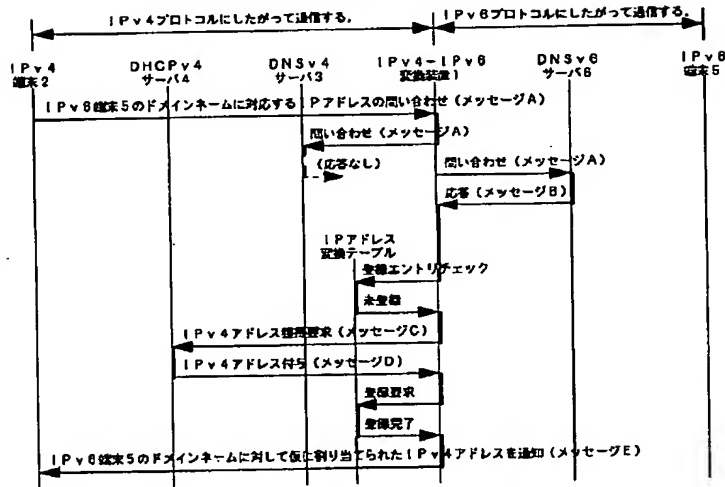 IPv4プロトコルにしたがって通信する。
IPv6プロトコルにしたがって通信する。
IPv4
端末2
DHCPv4
サーバ4
DNSv4
サーバ3
IPv4-IPv6
変換装置1
DNSv6
サーバ6
IPv6
端末5
IPv6端末5のドメインネームに対応するIPアドレスの問い合わせ(メッセージA)
問い合わせ(メッセージA)
(応答なし)
問い合わせ(メッセージA)
応答(メッセージB)
IPアドレス
変換テーブル
登録エントリチェック
未登録
IPv4アドレス獲得要求(メッセージC)
IPv4アドレス付与(メッセージD)
登録要求
登録完了
IPv6端末5のドメインネームに対して仮に割り当てられたIPv4アドレスを通知(メッセージE)